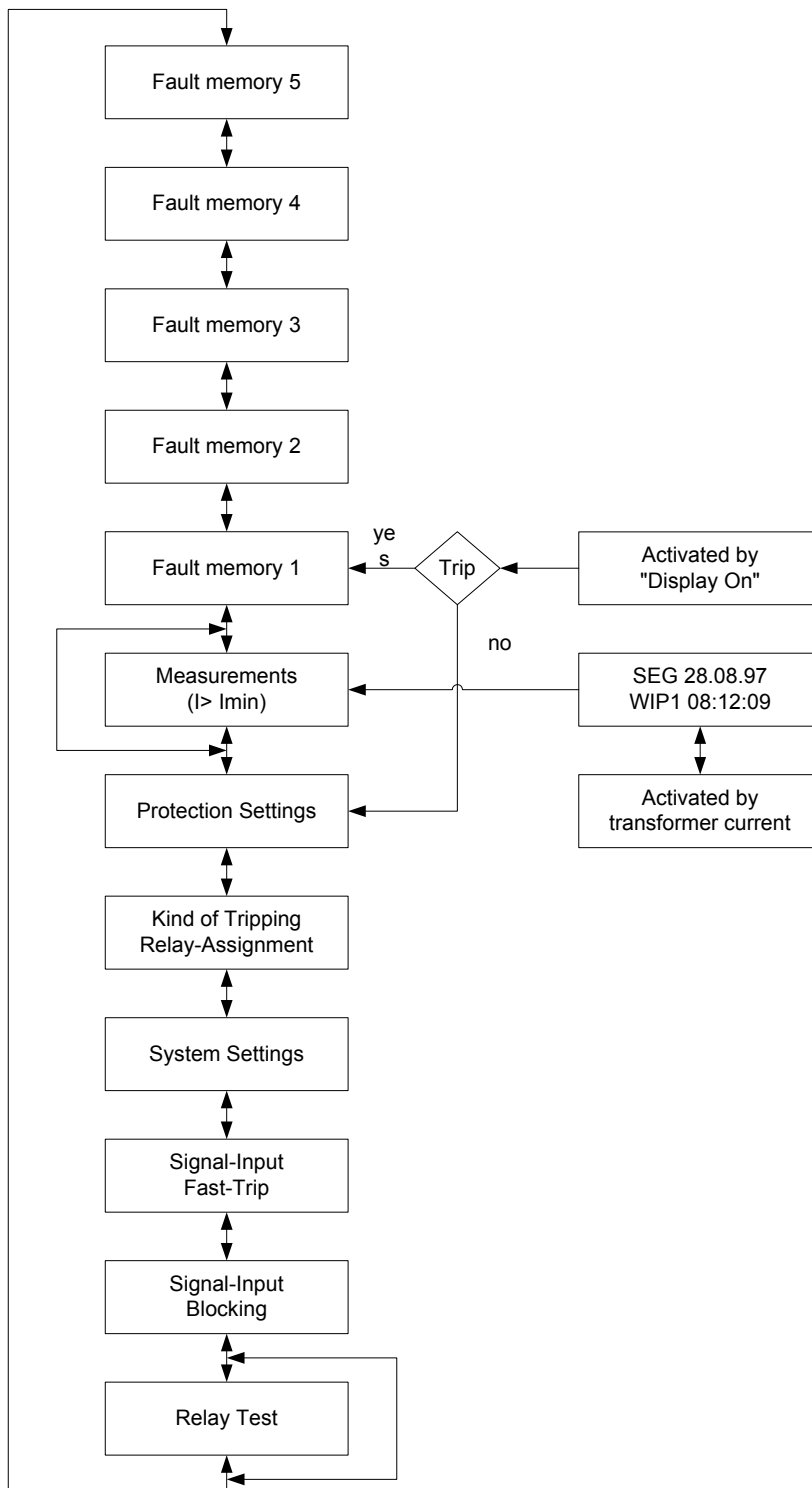 Fault memory 5
Fault memory 4
Fault memory 3
Fault memory 2
Fault memory 1
ye
s
Trip
Activated by
"Display On"
no
Measurements
(I> Imin)
SEG 28.08.97
WIP1 08:12:09
Protection Settings
Activated by
transformer current
Kind of Tripping
Relay-Assignment
System Settings
Signal-Input
Fast-Trip
Signal-Input
Blocking
Relay Test